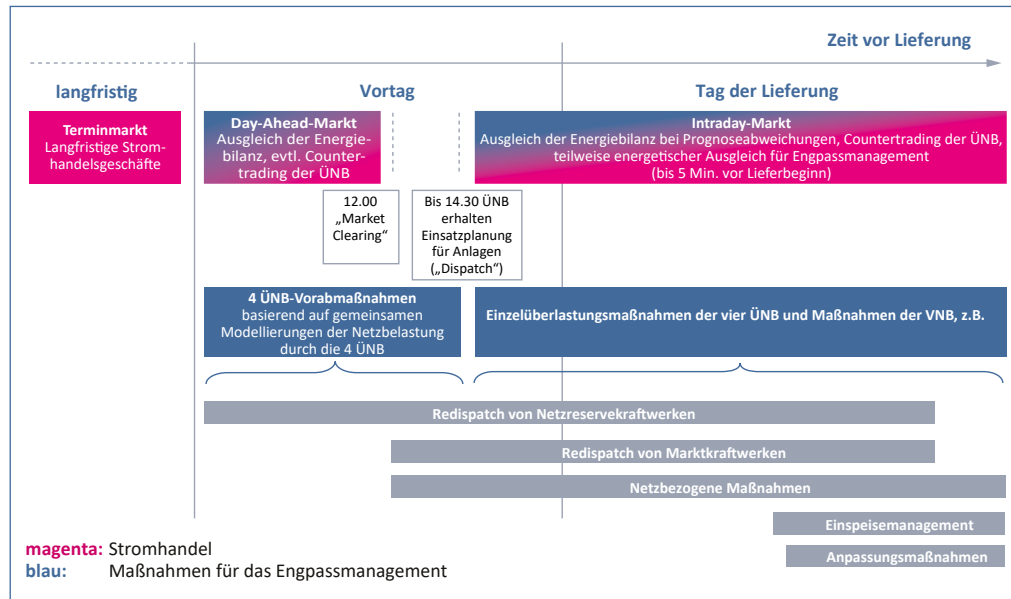 Zeit vor Lieferung
langfristig
Vortag
Tag der Lieferung
Terminmarkt
Langfristige Strom-
handelsgeschäfte
Day-Ahead-Markt
Ausgleich der Energie-
bilanz, evtl. Counter-
trading der ÜNB
Intraday-Markt
Ausgleich der Energiebilanz bei Prognoseabweichungen, Countertrading der ÜNB,
teilweise energetischer Ausgleich für Engpassmanagement
(bis 5 Min. vor Lieferbeginn)
12.00
„Market
Clearing“
Bis 14.30 ÜNB
erhalten
Einsatzplanung
für Anlagen
(„Dispatch“)
4 ÜNB-Vorabmaßnahmen
basierend auf gemeinsamen
Modellierungen der Netzbelastung
durch die 4 ÜNB
Einzelüberlastungsmaßnahmen der vier ÜNB und Maßnahmen der VNB, z.B.
Redispatch von Netzreservekraftwerken
Redispatch von Marktkraftwerken
Netzbezogene Maßnahmen
Einspeisemanagement
Anpassungsmaßnahmen
magenta: Stromhandel
blau: Maßnahmen für das Engpassmanagement